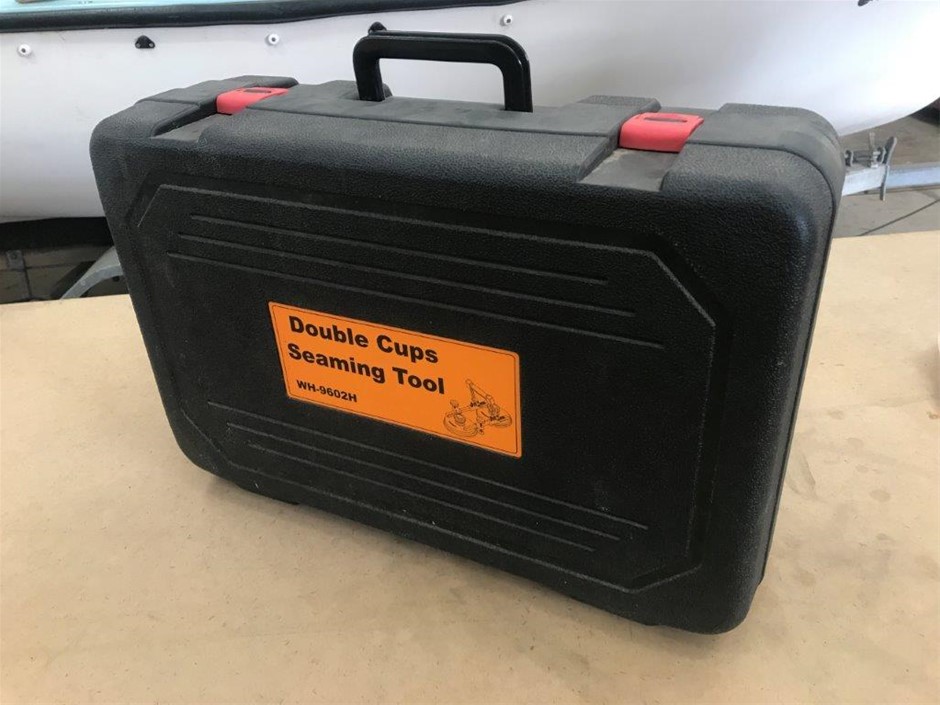 Double Cups
Seaming Tool
WH-9602H